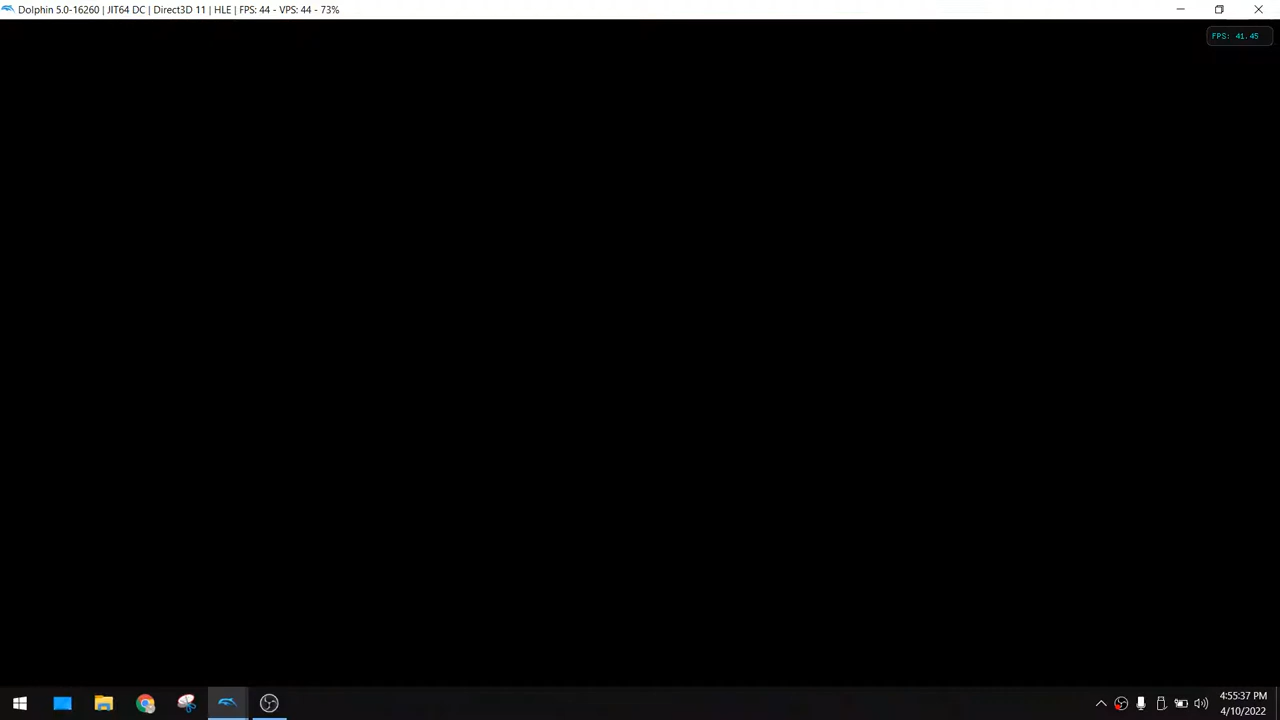 Dolphin 5.0-16260 | JIT64 DC | Direct3D 11 | HLE | FPS: 44 - VPS: 44 - 73%
FPS: 41.45
4:55:37 PM
4/10/2022